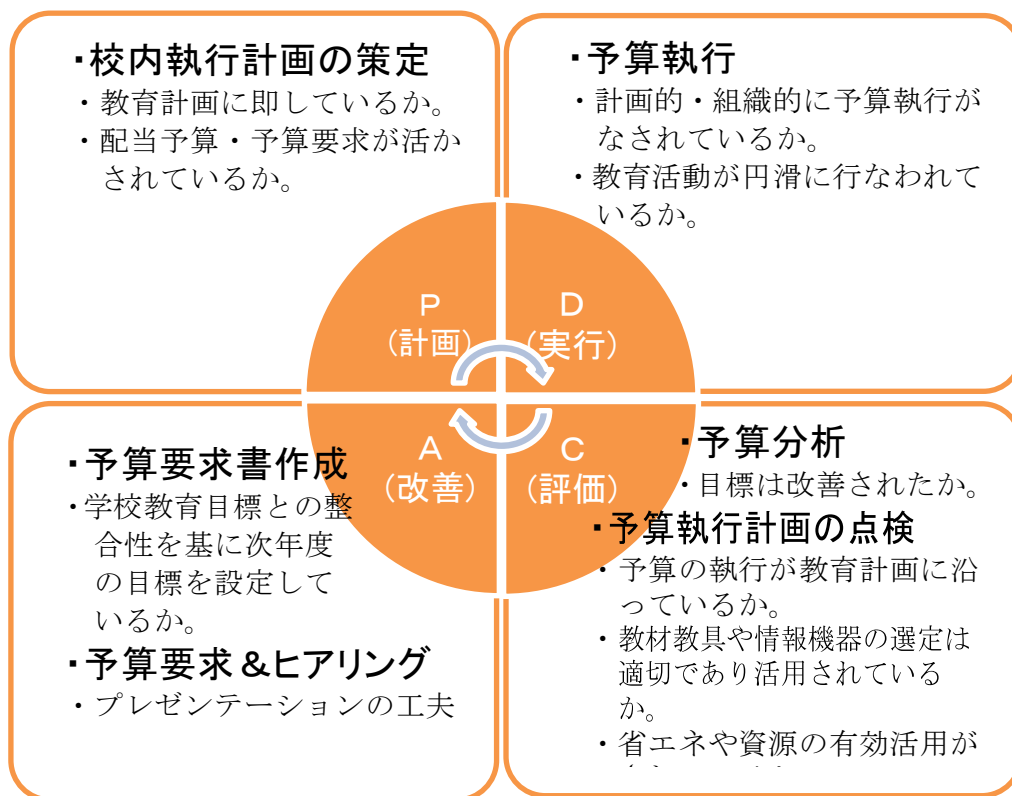 ・校内執行計画の策定
・教育計画に即しているか。
・配当予算・予算要求が活か
されているか。
・予算執行
・計画的・組織的に予算執行が
なされているか。
・教育活動が円滑に行なわれて
いるか。
P
(計画)
D
(実行)
A
(改善)
C
(評価)
・予算要求書作成
・学校教育目標との整
合性を基に次年度
の目標を設定して
いるか。
・予算要求&ヒアリング
・プレゼンテーションの工夫
・予算分析
・目標は改善されたか。
・予算執行計画の点検
・予算の執行が教育計画に沿
っているか。
・教材教具や情報機器の選定は
適切であり活用されている
か。
・省エネや資源の有効活用が